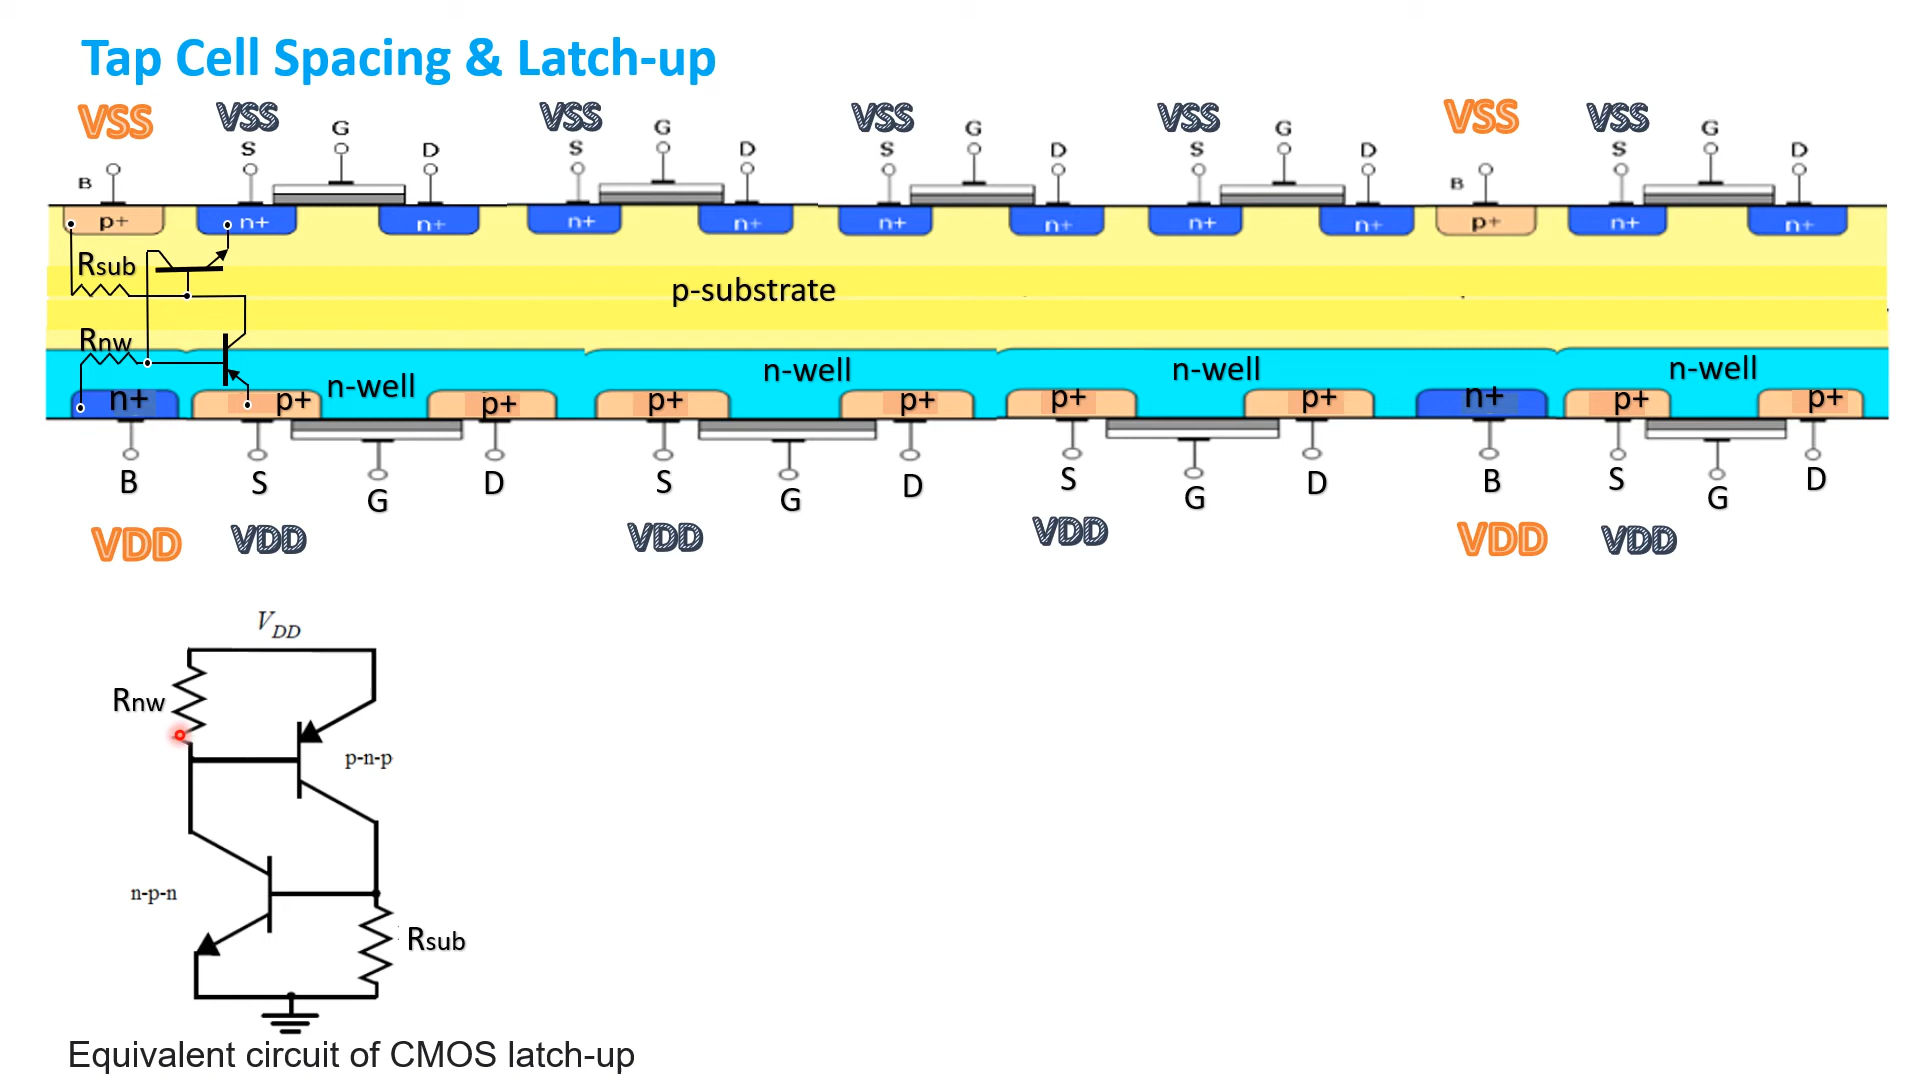 Tap Cell Spacing & Latch-up
VSS VSS VSS VSS VSS VSS VSS
G G G G G
S D S D S D S D S D
B B
p+ n+ n+ n+ n+ n+ n+ n+ n+ p+ n+ n+
Rsub
p-substrate
Rnw
n-well n-well n-well n-well
n+ p+ p+ p+ p+ p+ p+ n+ p+ p+
B S G D S G D S G D B S G D
VDD VDD VDD VDD VDD VDD
VDD
Rnw
p-n-p
n-p-n
Rsub
Equivalent circuit of CMOS latch-up